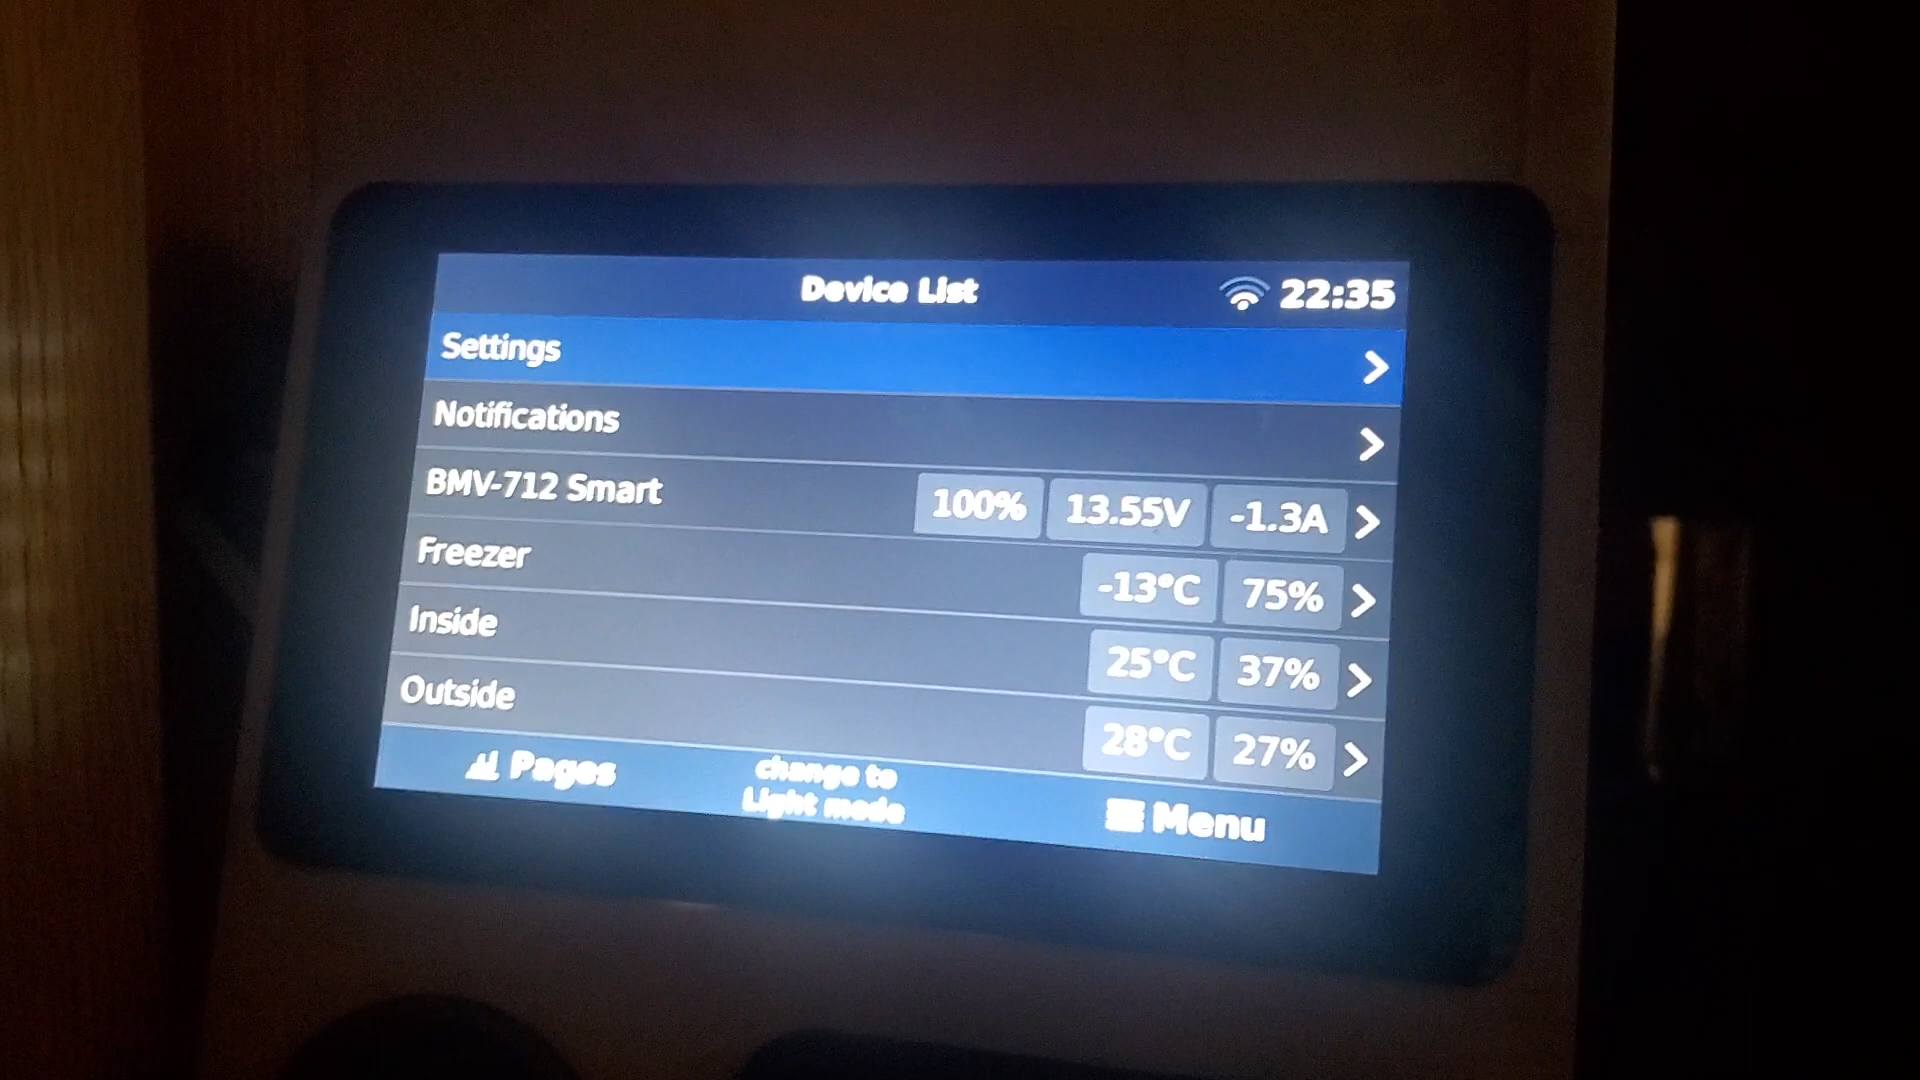 Device List 22:35
Settings
Notifications
BMV-712 Smart 100% 13.55V -1.3A
Freezer -13°C 75%
Inside 25°C 37%
Outside 28°C 27%
Pages
change to
Light mode
Menu